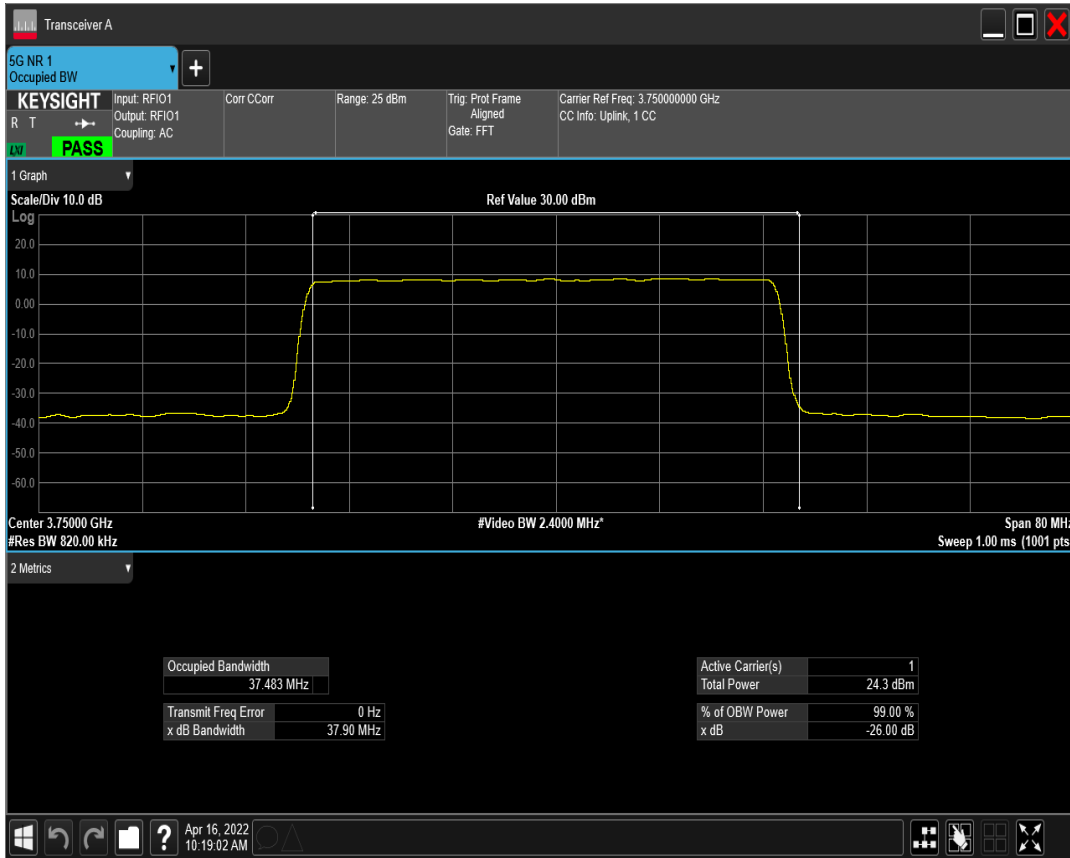 Transceiver A
5G NR 1
Occupied BW
KEYSIGHT
R T
LXI
PASS
Input: RFIO1
Output: RFIO1
Coupling: AC
Corr CCorr
Range: 25 dBm
Trig: Prot Frame
Aligned
Gate: FFT
Carrier Ref Freq: 3.750000000 GHz
CC Info: Uplink, 1 CC
1 Graph
Scale/Div 10.0 dB
Ref Value 30.00 dBm
Log
20.0
10.0
0.00
-10.0
-20.0
-30.0
-40.0
-50.0
-60.0
Center 3.75000 GHz
#Video BW 2.4000 MHz*
Span 80 MHz
#Res BW 820.00 kHz
Sweep 1.00 ms (1001 pts
2 Metrics
Occupied Bandwidth
37.483 MHz
Transmit Freq Error 0 Hz
x dB Bandwidth 37.90 MHz
Active Carrier(s) 1
Total Power 24.3 dBm
% of OBW Power 99.00 %
x dB -26.00 dB
?
Apr 16, 2022
10:19:02 AM